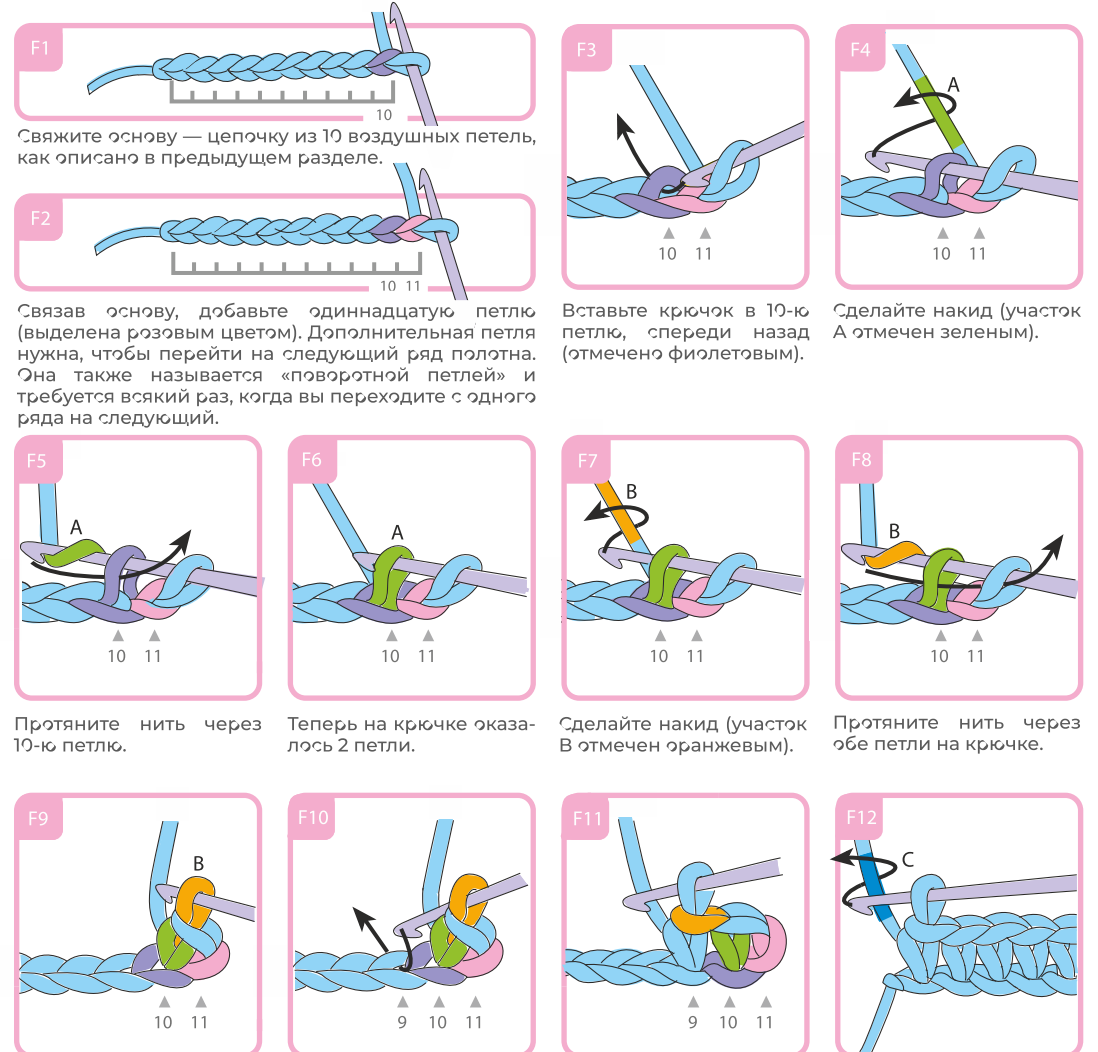 F1
10
Свяжите основу — цепочку из 10 воздушных петель,
как описано в предыдущем разделе.
F2
10 11
Связав основу, добавьте одиннадцатую петлю
(выделена розовым цветом). Дополнительная петля
нужна, чтобы перейти на следующий ряд полотна.
Она также называется «поворотной петлей» и
требуется всякий раз, когда вы переходите с одного
ряда на следующий.
F3
10 11
Вставьте крючок в 10-ю
петлю, спереди назад
(отмечено фиолетовым).
F4
A
10 11
Сделайте накид (участок
А отмечен зеленым).
F5
A
10 11
Протяните нить через
10-ю петлю.
F6
A
10 11
Теперь на крючке оказа-
лось 2 петли.
F7
B
10 11
Сделайте накид (участок
В отмечен оранжевым).
F8
B
10 11
Протяните нить через
обе петли на крючке.
F9
B
10 11
F10
9 10 11
F11
9 10 11
F12
C